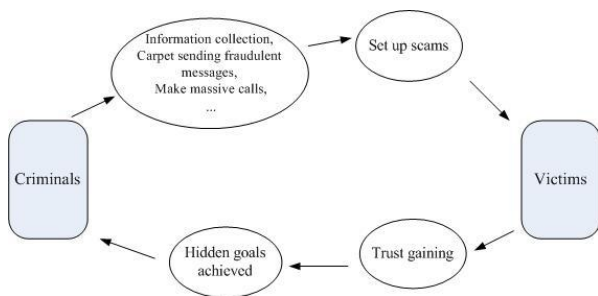 Information collection,
Carpet sending fraudulent
messages,
Make massive calls,
...
Set up scams
Criminals
Victims
Hidden goals
achieved
Trust gaining